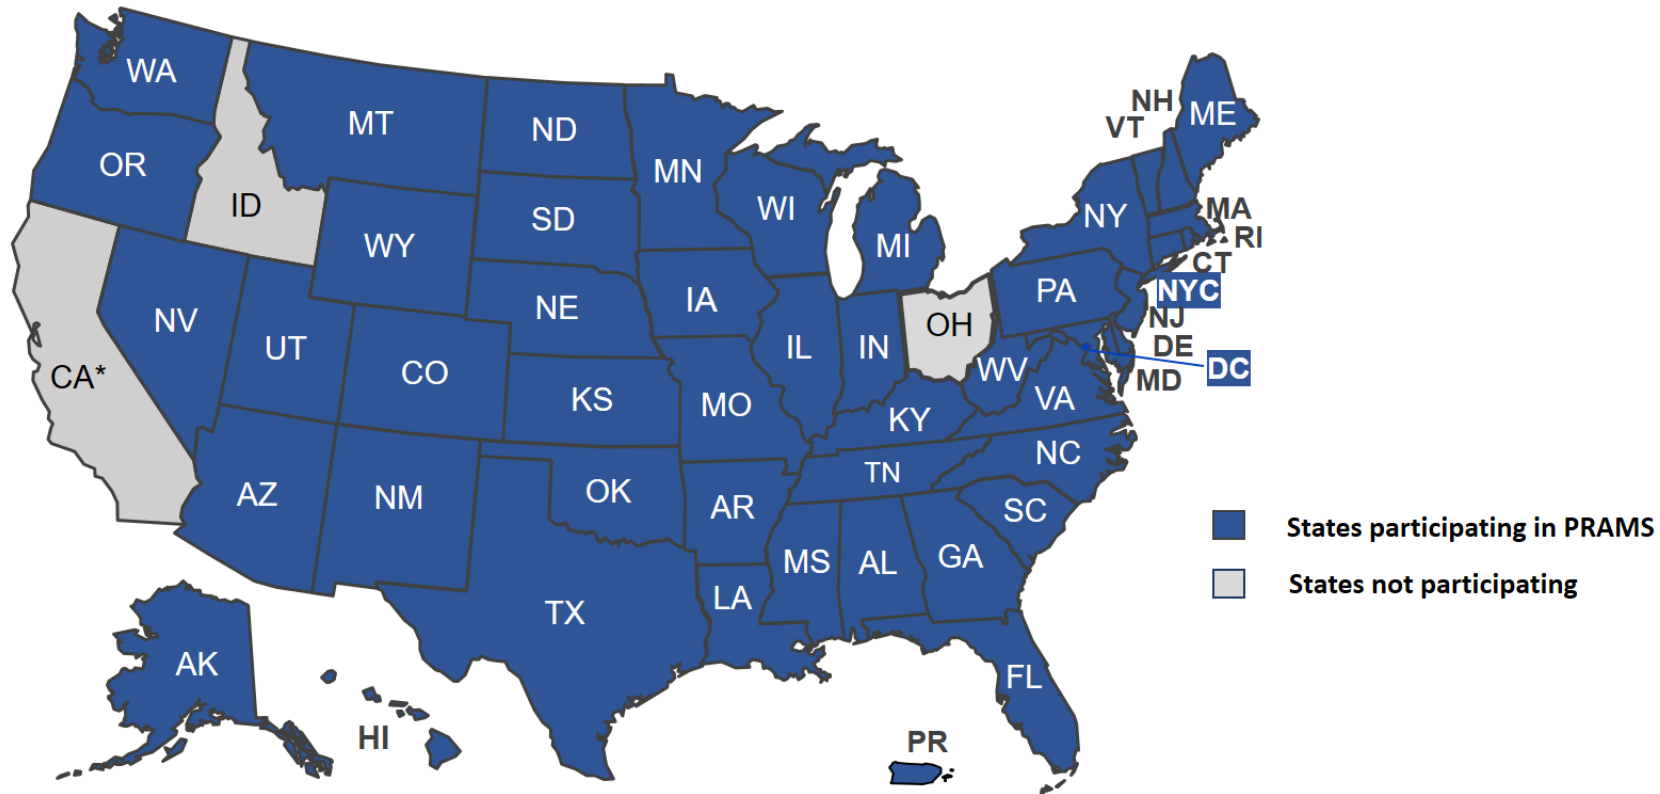 WA
MT
ND
MN
OR
ID
SD
WI
MI
NH
VT
ME
NY
MA
RI
CT
NYC
WY
NE
IA
PA
NJ
DE
MD
DC
NV
UT
CO
KS
MO
IL
IN
OH
WV
VA
KY
CA*
AZ
NM
OK
AR
TN
NC
SC
MS
AL
GA
LA
TX
FL
AK
HI
PR
States participating in PRAMS
States not participating